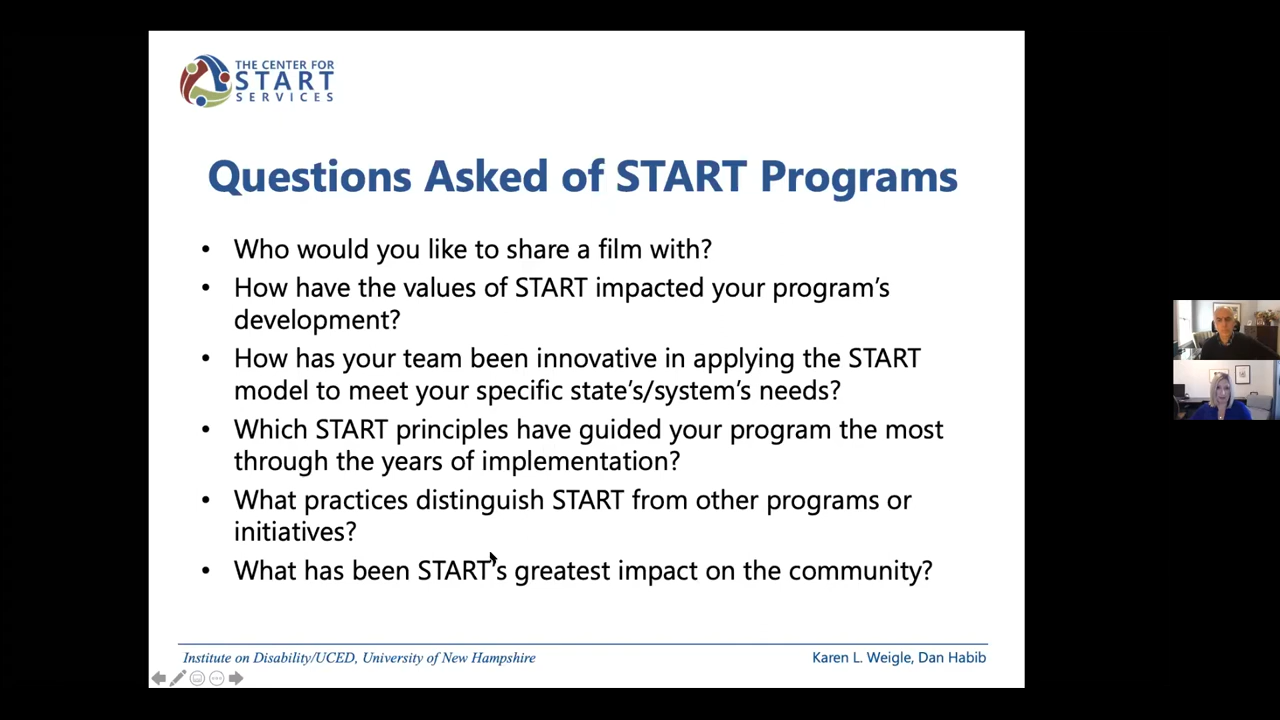 THE CENTER FOR
START
SERVICES
Questions Asked of START Programs
• Who would you like to share a film with?
• How have the values of START impacted your program’s
development?
• How has your team been innovative in applying the START
model to meet your specific state’s/system’s needs?
• Which START principles have guided your program the most
through the years of implementation?
• What practices distinguish START from other programs or
initiatives?
• What has been START’s greatest impact on the community?
Institute on Disability/UCED, University of New Hampshire
Karen L. Weigle, Dan Habib